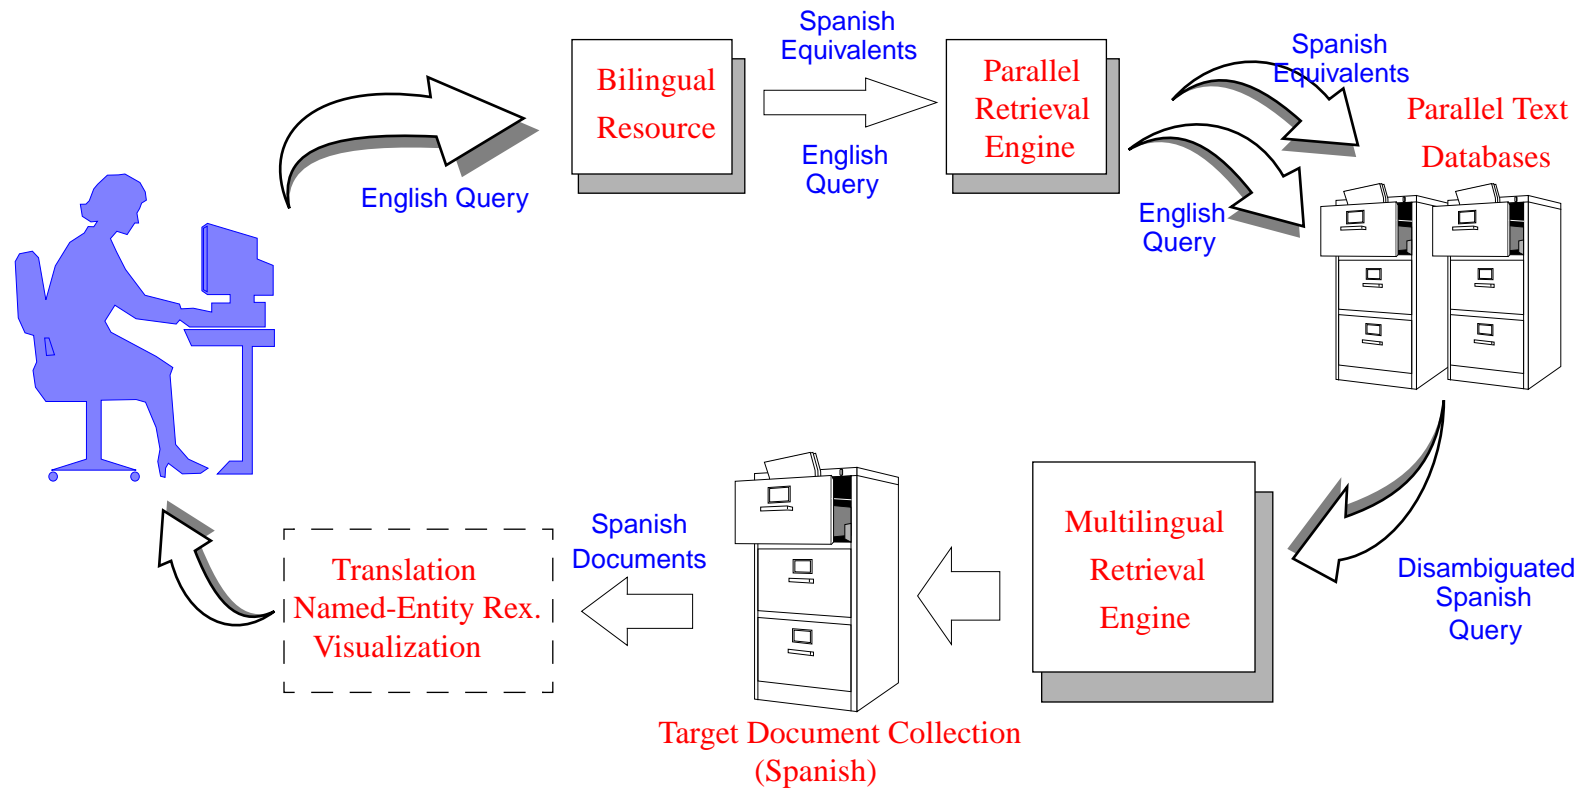 English Query
Bilingual
Resource
Spanish
Equivalents
English
Query
Parallel
Retrieval
Engine
Spanish
Equivalents
English
Query
Parallel Text
Databases
Disambiguated
Spanish
Query
Multilingual
Retrieval
Engine
Target Document Collection
(Spanish)
Spanish
Documents
Translation
Named-Entity Rex.
Visualization